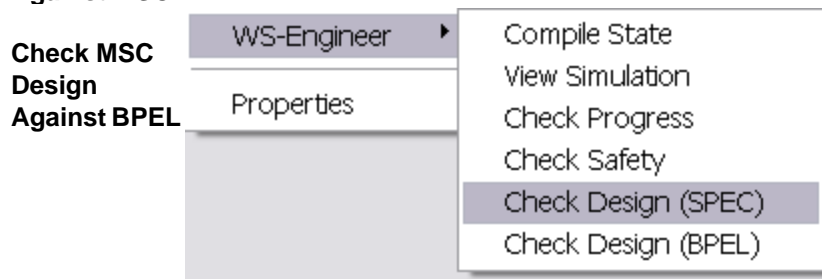 Check MSC
Design
Against BPEL
WS-Engineer
Properties
Compile State
View Simulation
Check Progress
Check Safety
Check Design (SPEC)
Check Design (BPEL)